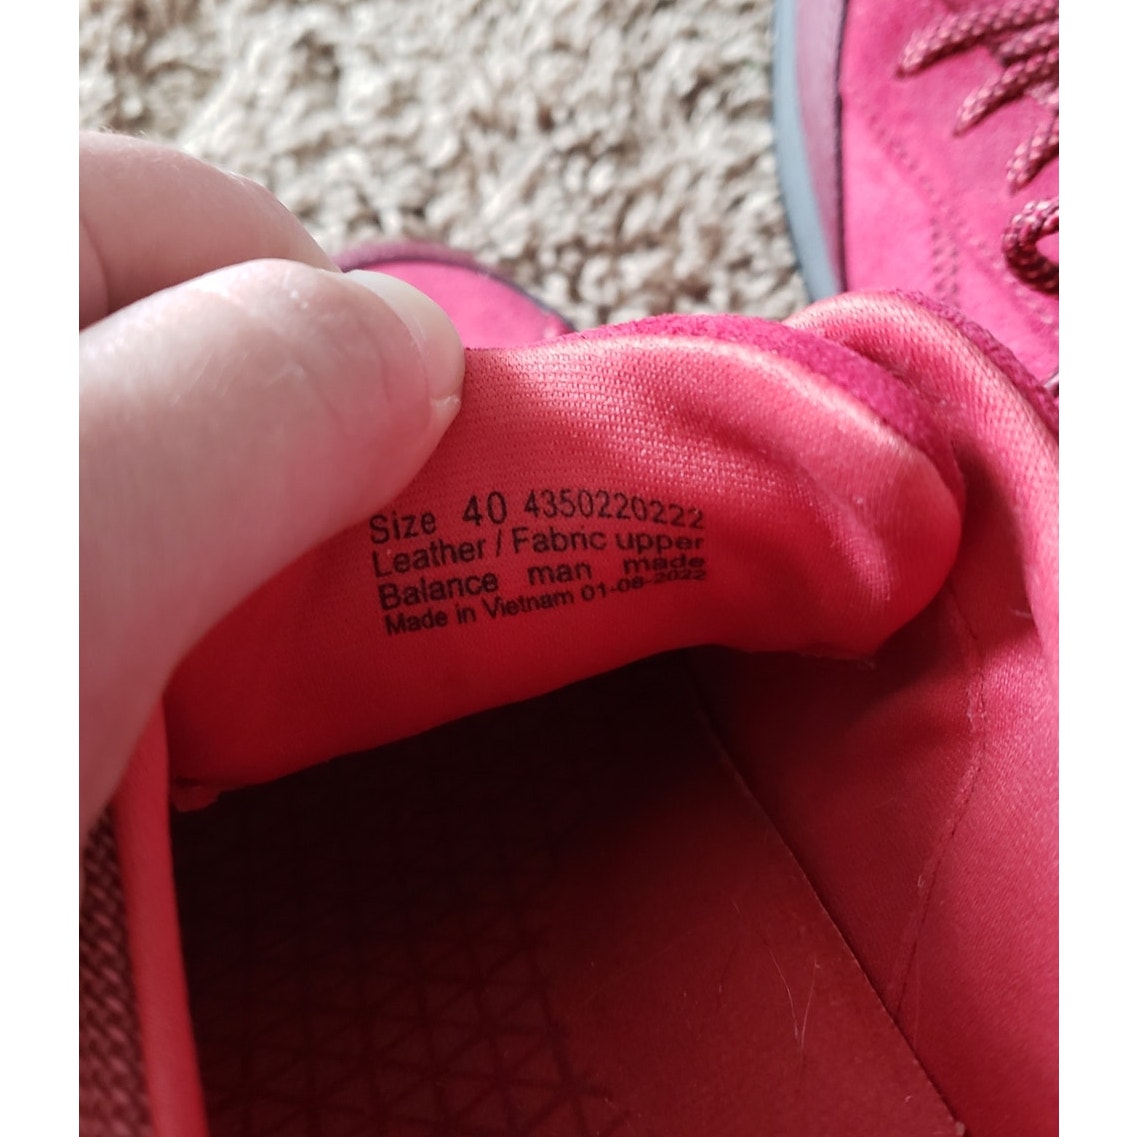 Size 40 4350220222
Leather / Fabric upper
Balance man made
Made in Vietnam 01-08-2022